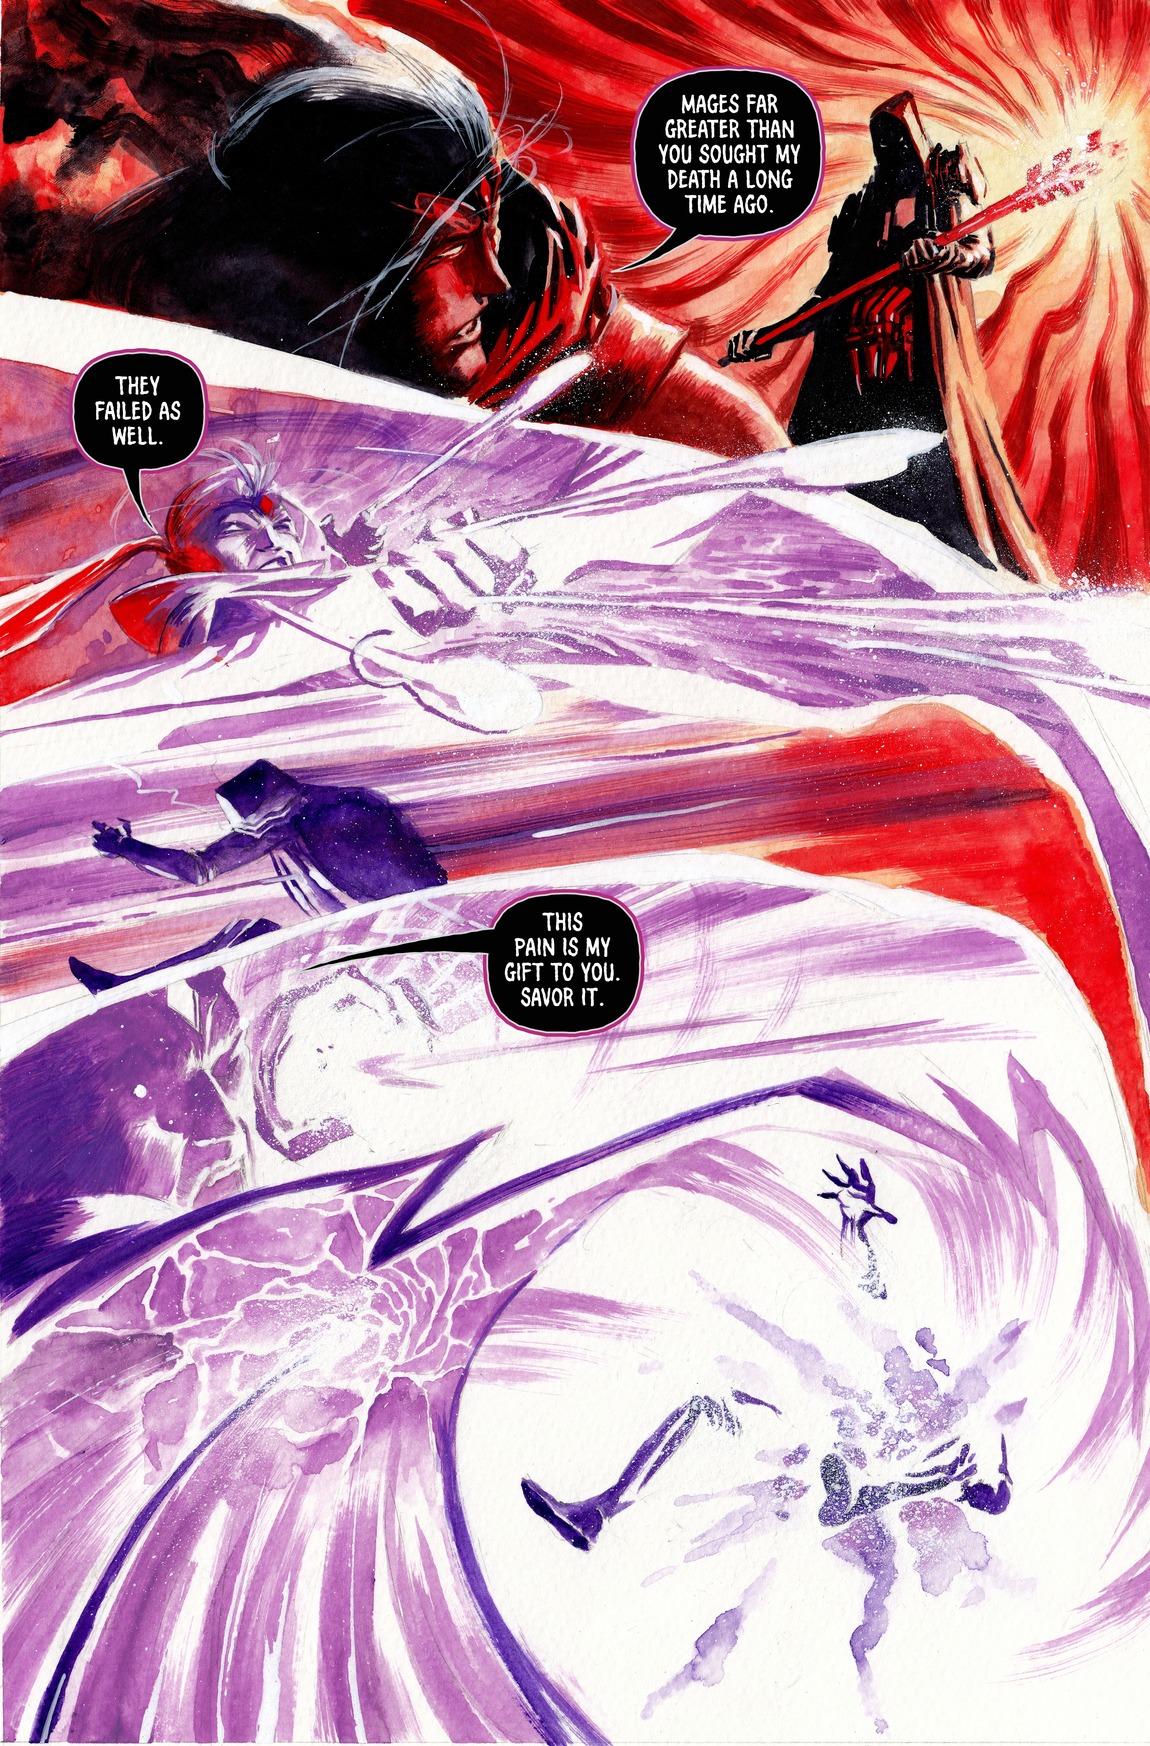 MAGES FAR
GREATER THAN
YOU SOUGHT MY
DEATH A LONG
TIME AGO.
THEY
FAILED AS
WELL.
THIS
PAIN IS MY
GIFT TO YOU.
SAVOR IT.